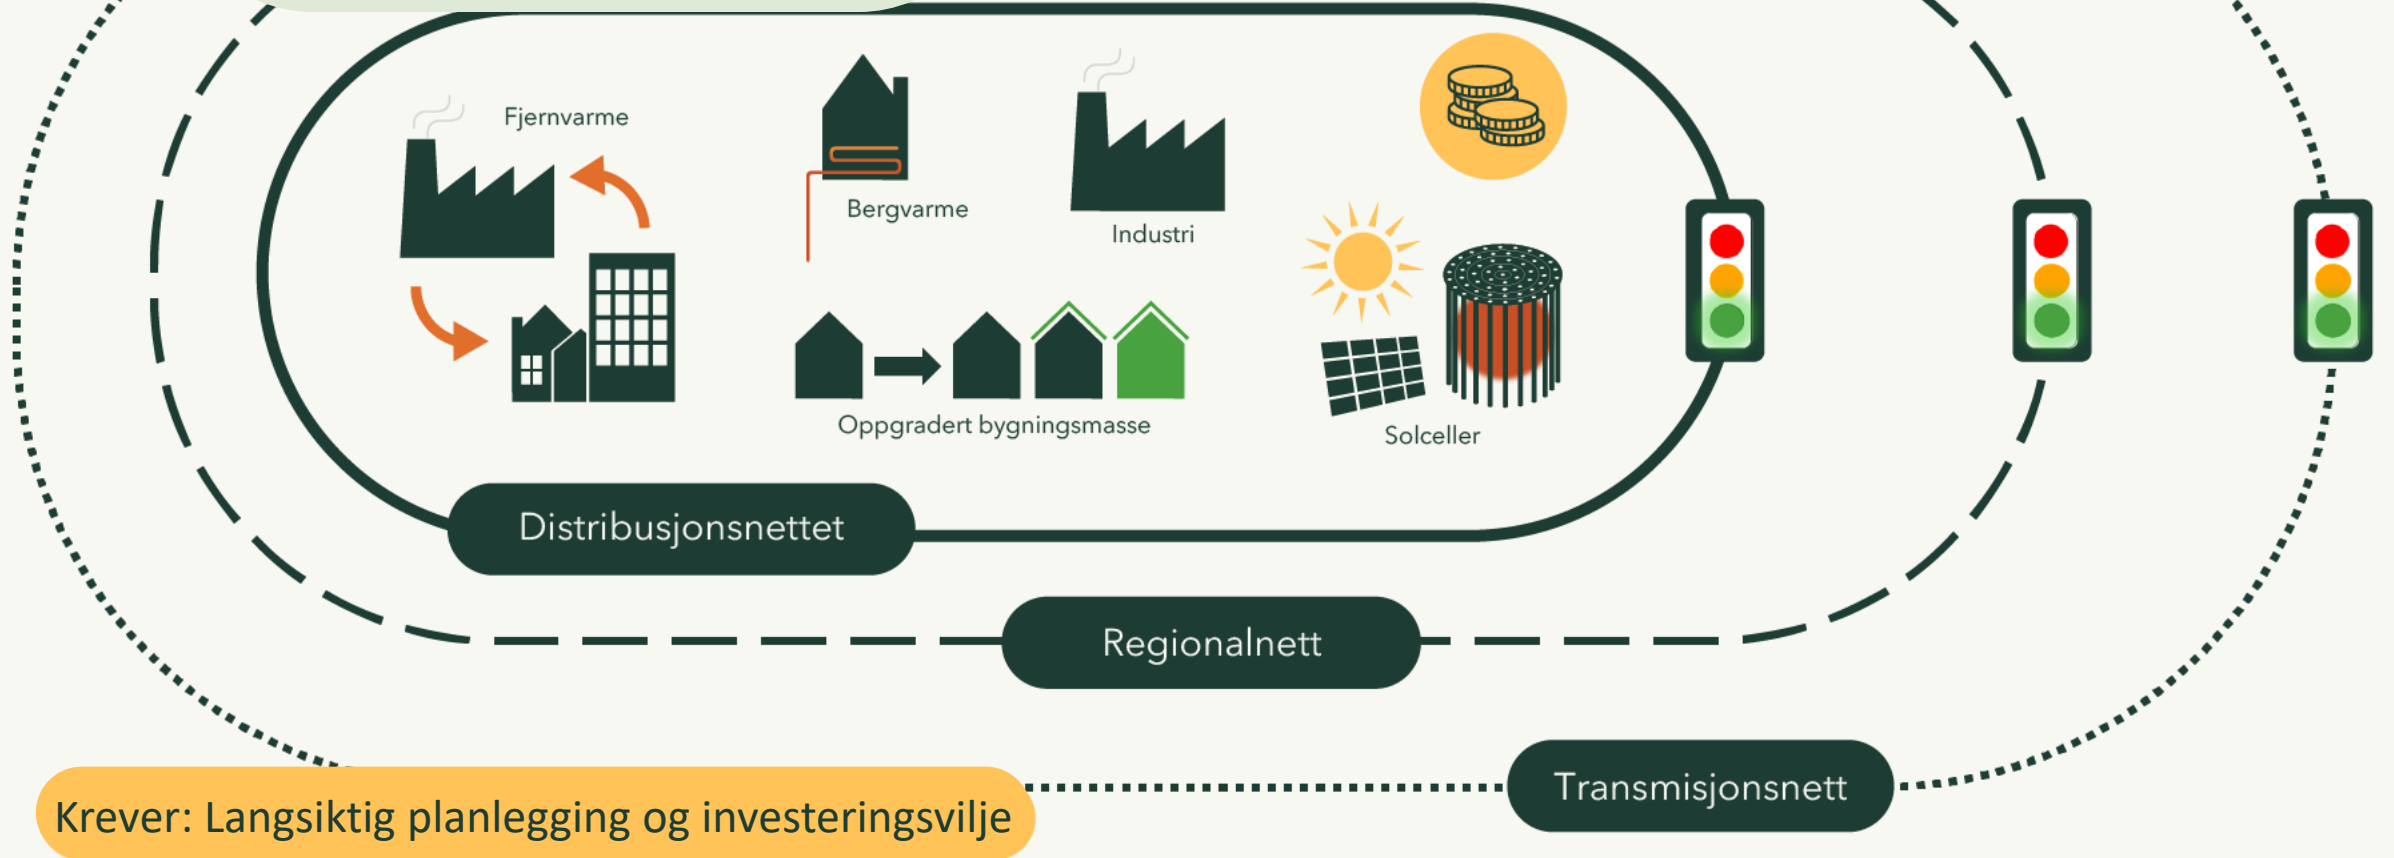 Fjernvarme
Bergvarme
Industri
Oppgradert bygningsmasse
Solceller
Distribusjonsnettet
Regionalnett
Transmisjonsnett
Krever: Langsiktig planlegging og investeringsvilje